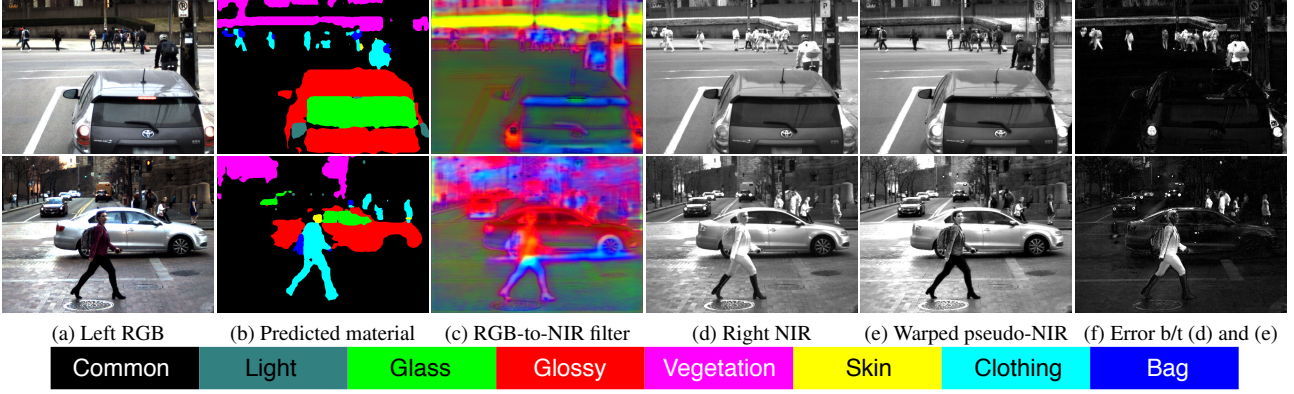 (a) Left RGB (b) Predicted material (c) RGB-to-NIR filter (d) Right NIR (e) Warped pseudo-NIR (f) Error b/t (d) and (e)
Common Light Glass Glossy Vegetation Skin Clothing Bag